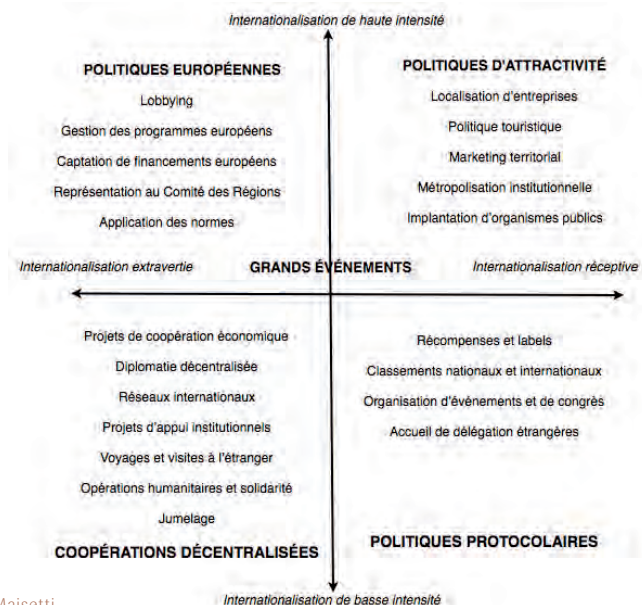 Internationalisation de haute intensité
POLITIQUES EUROPÉENNES
Lobbying
Gestion des programmes européens
Captation de financements européens
Représentation au Comité des Régions
Application des normes
POLITIQUES D'ATTRACTIVITÉ
Localisation d'entreprises
Politique touristique
Marketing territorial
Métropolisation institutionnelle
Implantation d'organismes publics
Internationalisation extravertie
GRANDS ÉVÉNEMENTS
Internationalisation réceptive
Projets de coopération économique
Diplomatie décentralisée
Réseaux internationaux
Projets d'appui institutionnels
Voyages et visites à l'étranger
Opérations humanitaires et solidarité
Jumelage
COOPÉRATIONS DÉCENTRALISÉES
Récompenses et labels
Classements nationaux et internationaux
Organisation d'événements et de congrès
Accueil de délégation étrangères
POLITIQUES PROTOCOLAIRES
Internationalisation de basse intensité